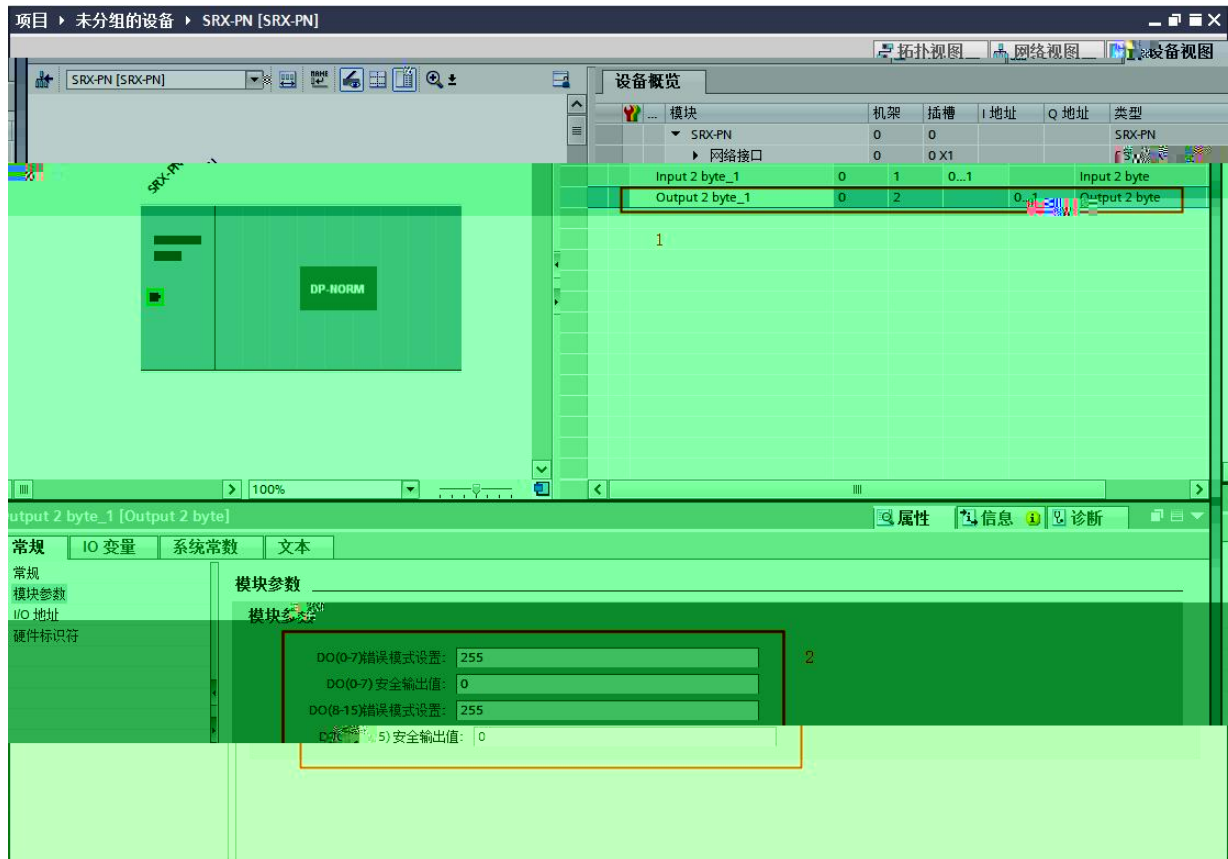 项目 ▸ 未分组的设备 ▸ SRX-PN [SRX-PN]
拓扑视图 网络视图 设备视图
SRX-PN [SRX-PN]
设备概览
... 模块 机架 插槽 I 地址 Q 地址 类型
SRX-PN 0 0 SRX-PN
网络接口 0 0 X1
Input 2 byte_1 0 1 0...1 Input 2 byte
Output 2 byte_1 0 2 Output 2 byte
1
DP-NORM
100%
utput 2 byte_1 [Output 2 byte]
属性 信息 诊断
常规 IO 变量 系统常数 文本
常规
模块参数
I/O 地址
硬件标识符
模块参数
模块参数
DO(0-7)错误模式设置: 255
DO(0-7) 安全输出值: 0
DO(8-15)错误模式设置: 255
5) 安全输出值: 0
2